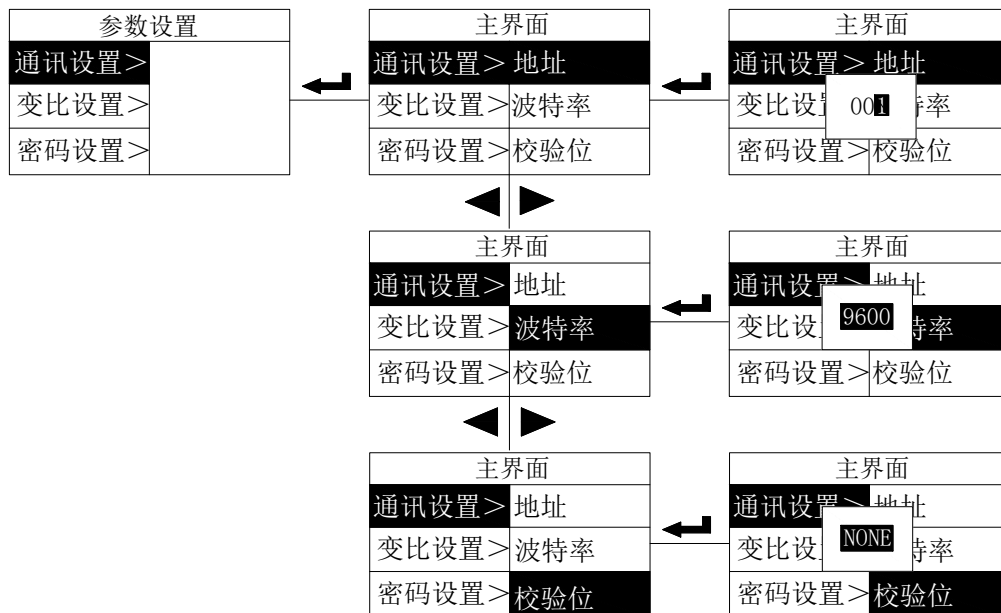 参数设置
通讯设置>
变比设置>
密码设置>
主界面
通讯设置> 地址
变比设置> 波特率
密码设置> 校验位
主界面
通讯设置> 地址
变比设 001 率
密码设置> 校验位
主界面
通讯设置> 地址
变比设置> 波特率
密码设置> 校验位
主界面
通讯设
变比设 9600 特率
密码设置> 校验位
主界面
通讯设置> 地址
变比设置> 波特率
密码设置> 校验位
主界面
通讯设
变比设 NONE 特率
密码设置> 校验位